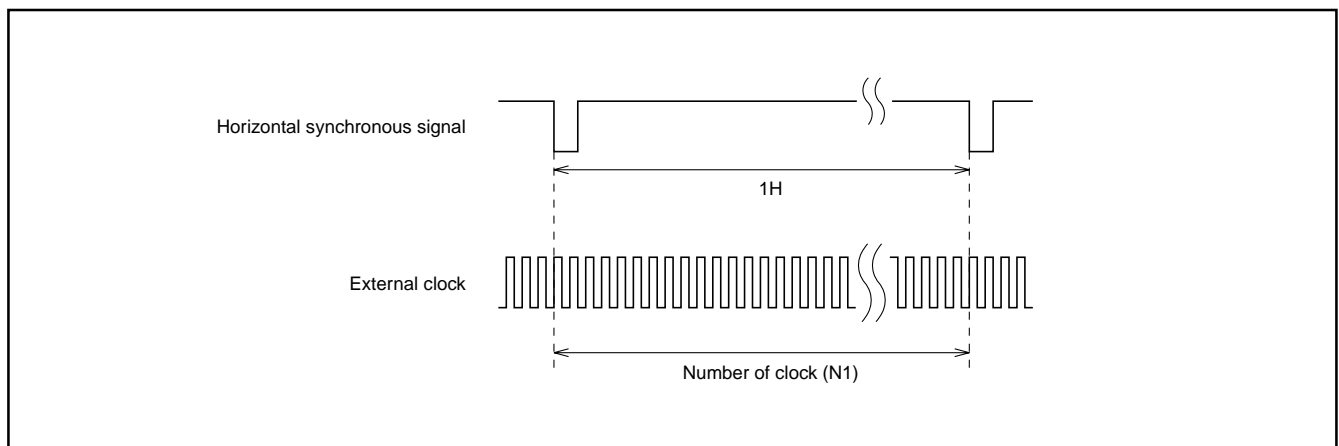 Horizontal synchronous signal
1H
External clock
Number of clock (N1)